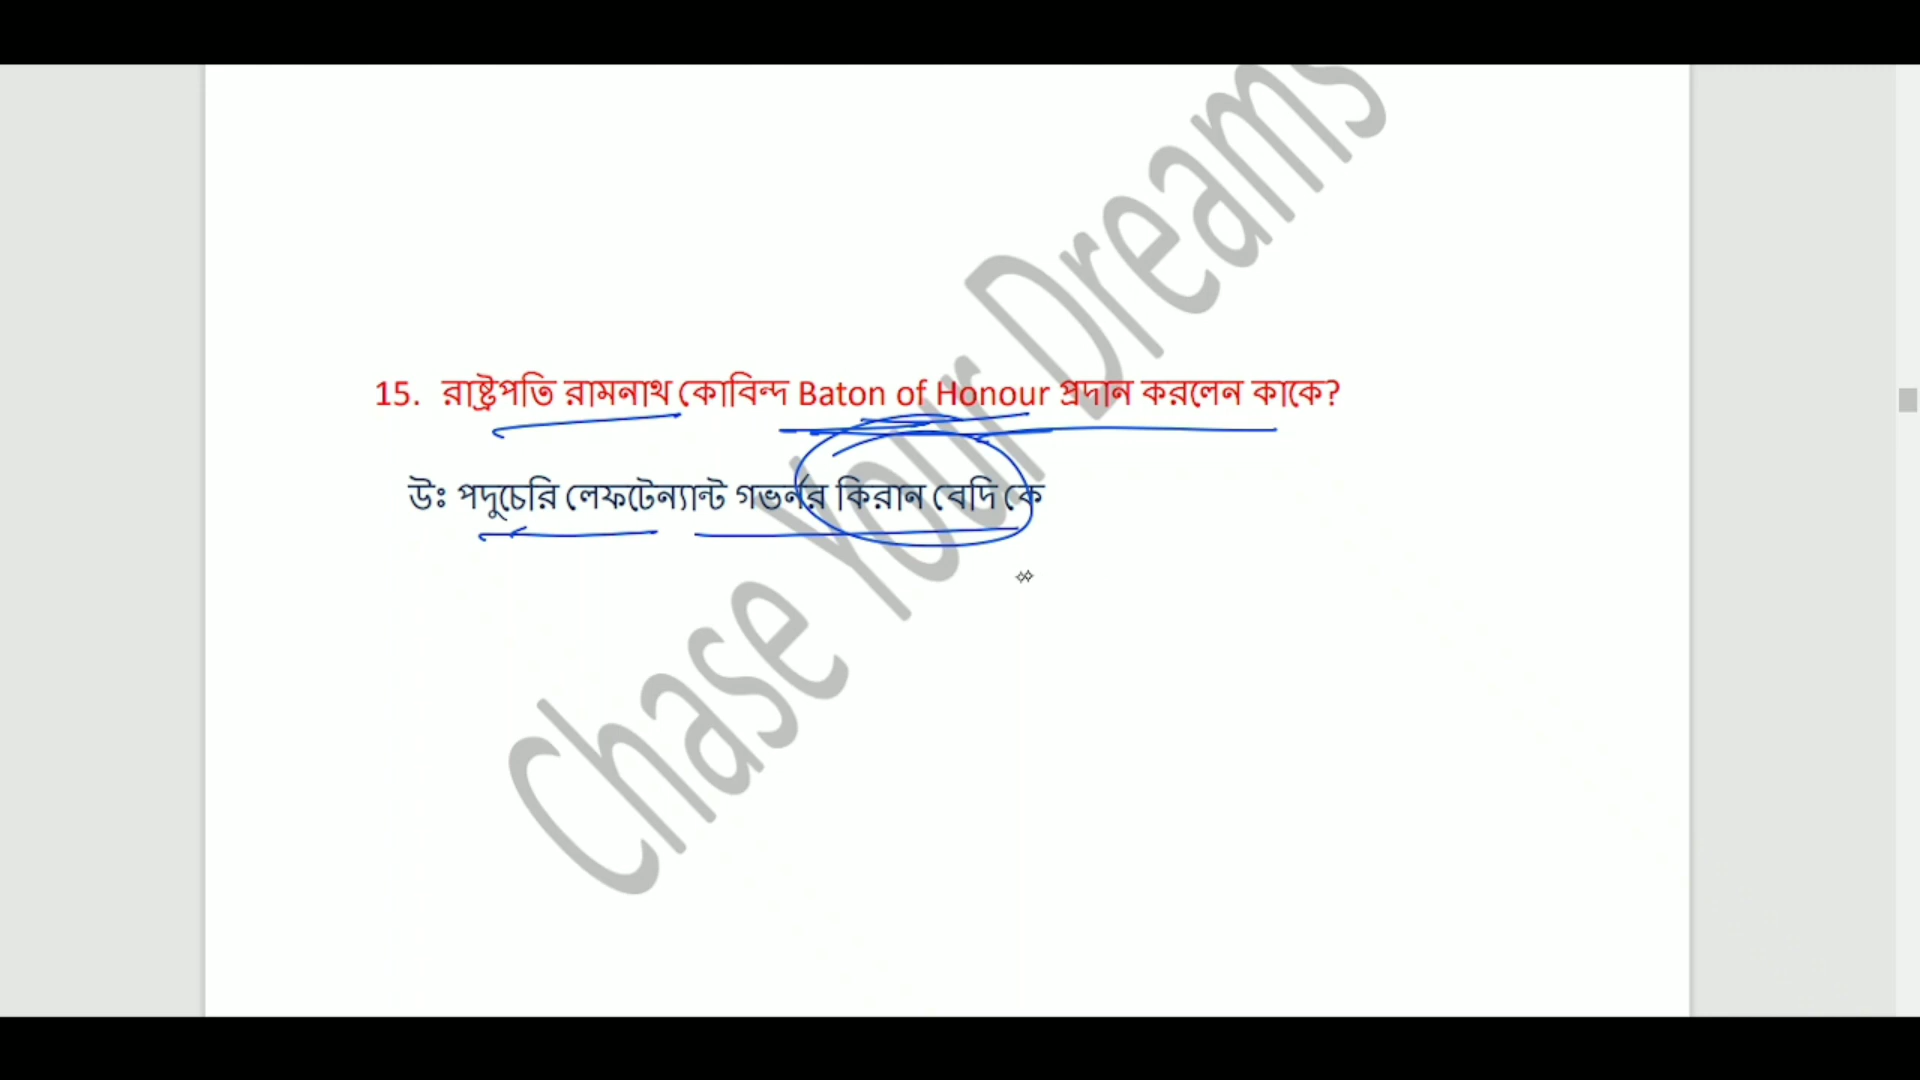 15. রাষ্ট্রপতি রামনাথ কোবিন্দ Baton of Honour প্রদান করলেন কাকে?
উঃ পদুচেরি লেফটেন্যান্ট গভর্নর কিরান বেদি কে
Chase Your Dreams